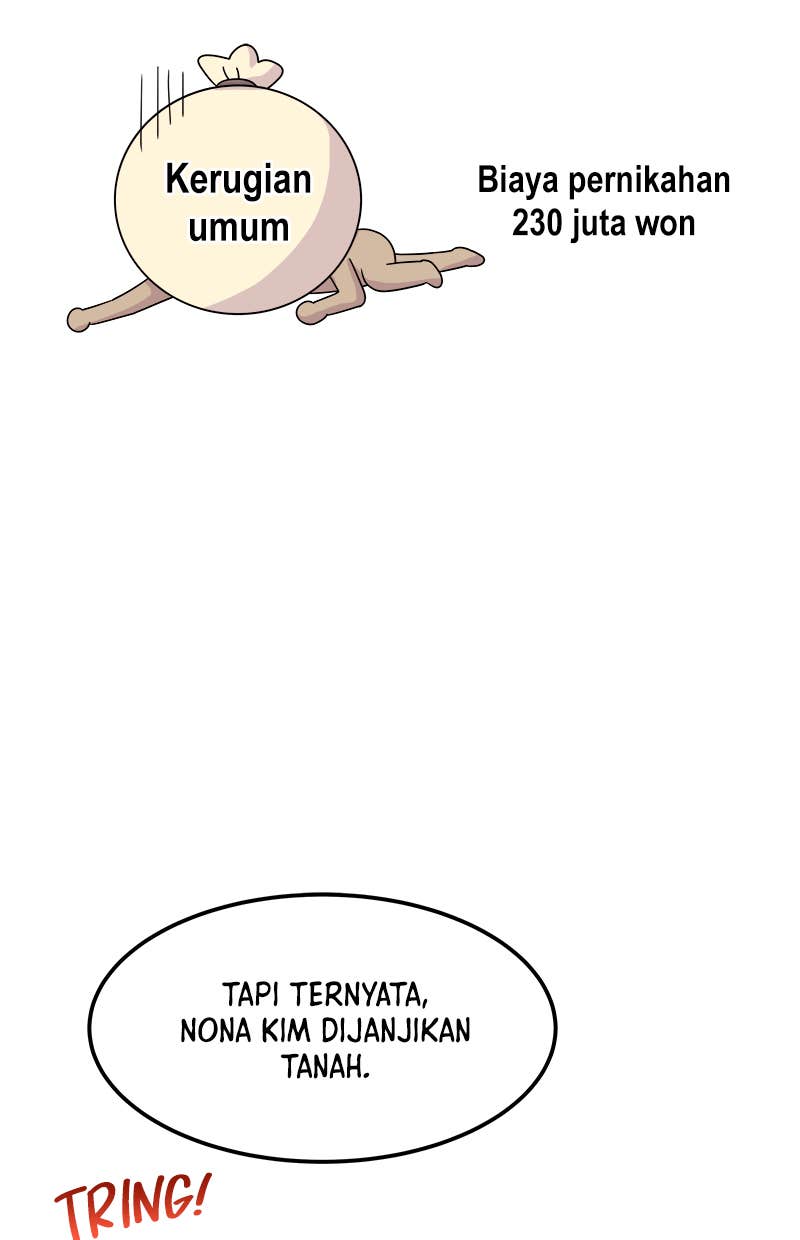 Kerugian
umum
Biaya pernikahan
230 juta won
TAPI TERNYATA,
NONA KIM DIJANJIKAN
TANAH.
TRING!